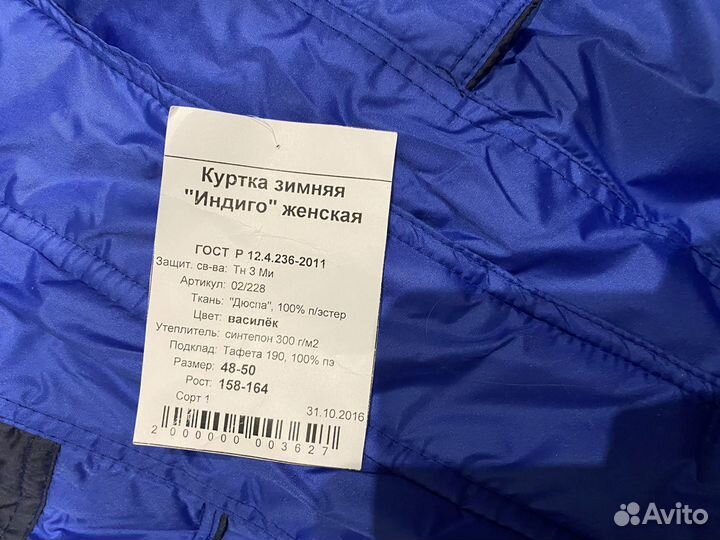 Куртка зимняя
"Индиго" женская
ГОСТ Р 12.4.236-2011
Защит. св-ва: Тн 3 Ми
Артикул: 02/228
Ткань: "Дюспа", 100% п/эстер
Цвет: василёк
Утеплитель: синтепон 300 г/м2
Подклад: Тафета 190, 100% пэ
Размер: 48-50
Рост: 158-164
Сорт 1
31.10.2016
2 000000 003627
Avito